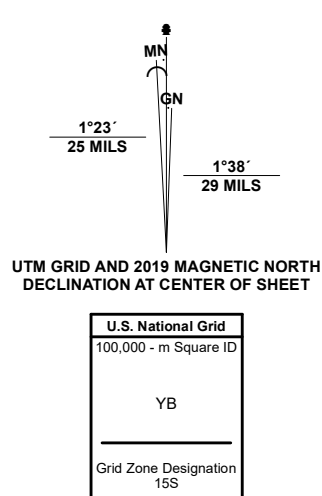 MN
GN
1°23´
25 MILS
1°38´
29 MILS
UTM GRID AND 2019 MAGNETIC NORTH
DECLINATION AT CENTER OF SHEET
U.S. National Grid
100,000 - m Square ID
YB
Grid Zone Designation
15S